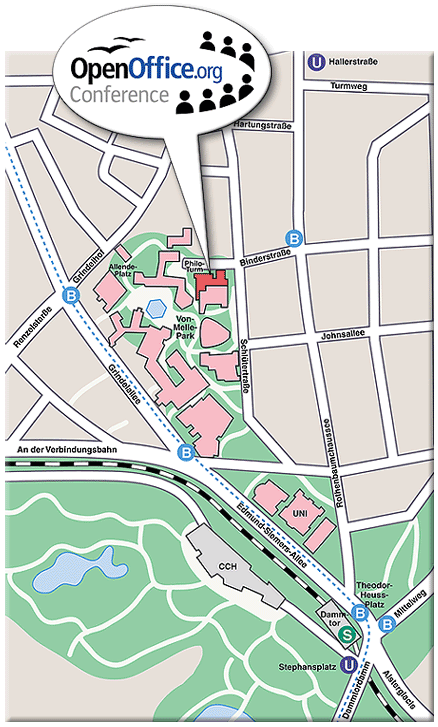 OpenOffice.org
Conference
U
Hallerstraße
Turmweg
Hartungstraße
B
Binderstraße
Grindelhof
Allende-
Platz
Philo-
Turm
B
Renzelstraße
Von-
Melle-
Park
Johnsallee
Schlüterstraße
Grindelallee
Rothenbaumchaussee
An der Verbindungsbahn
B
UNI
Edmund-Siemers-Allee
CCH
Theodor-
Heuss-
Platz
Mittelweg
Damm-
tor
B
B
S
Stephansplatz
U
Dammtordamm
Alsterglacis